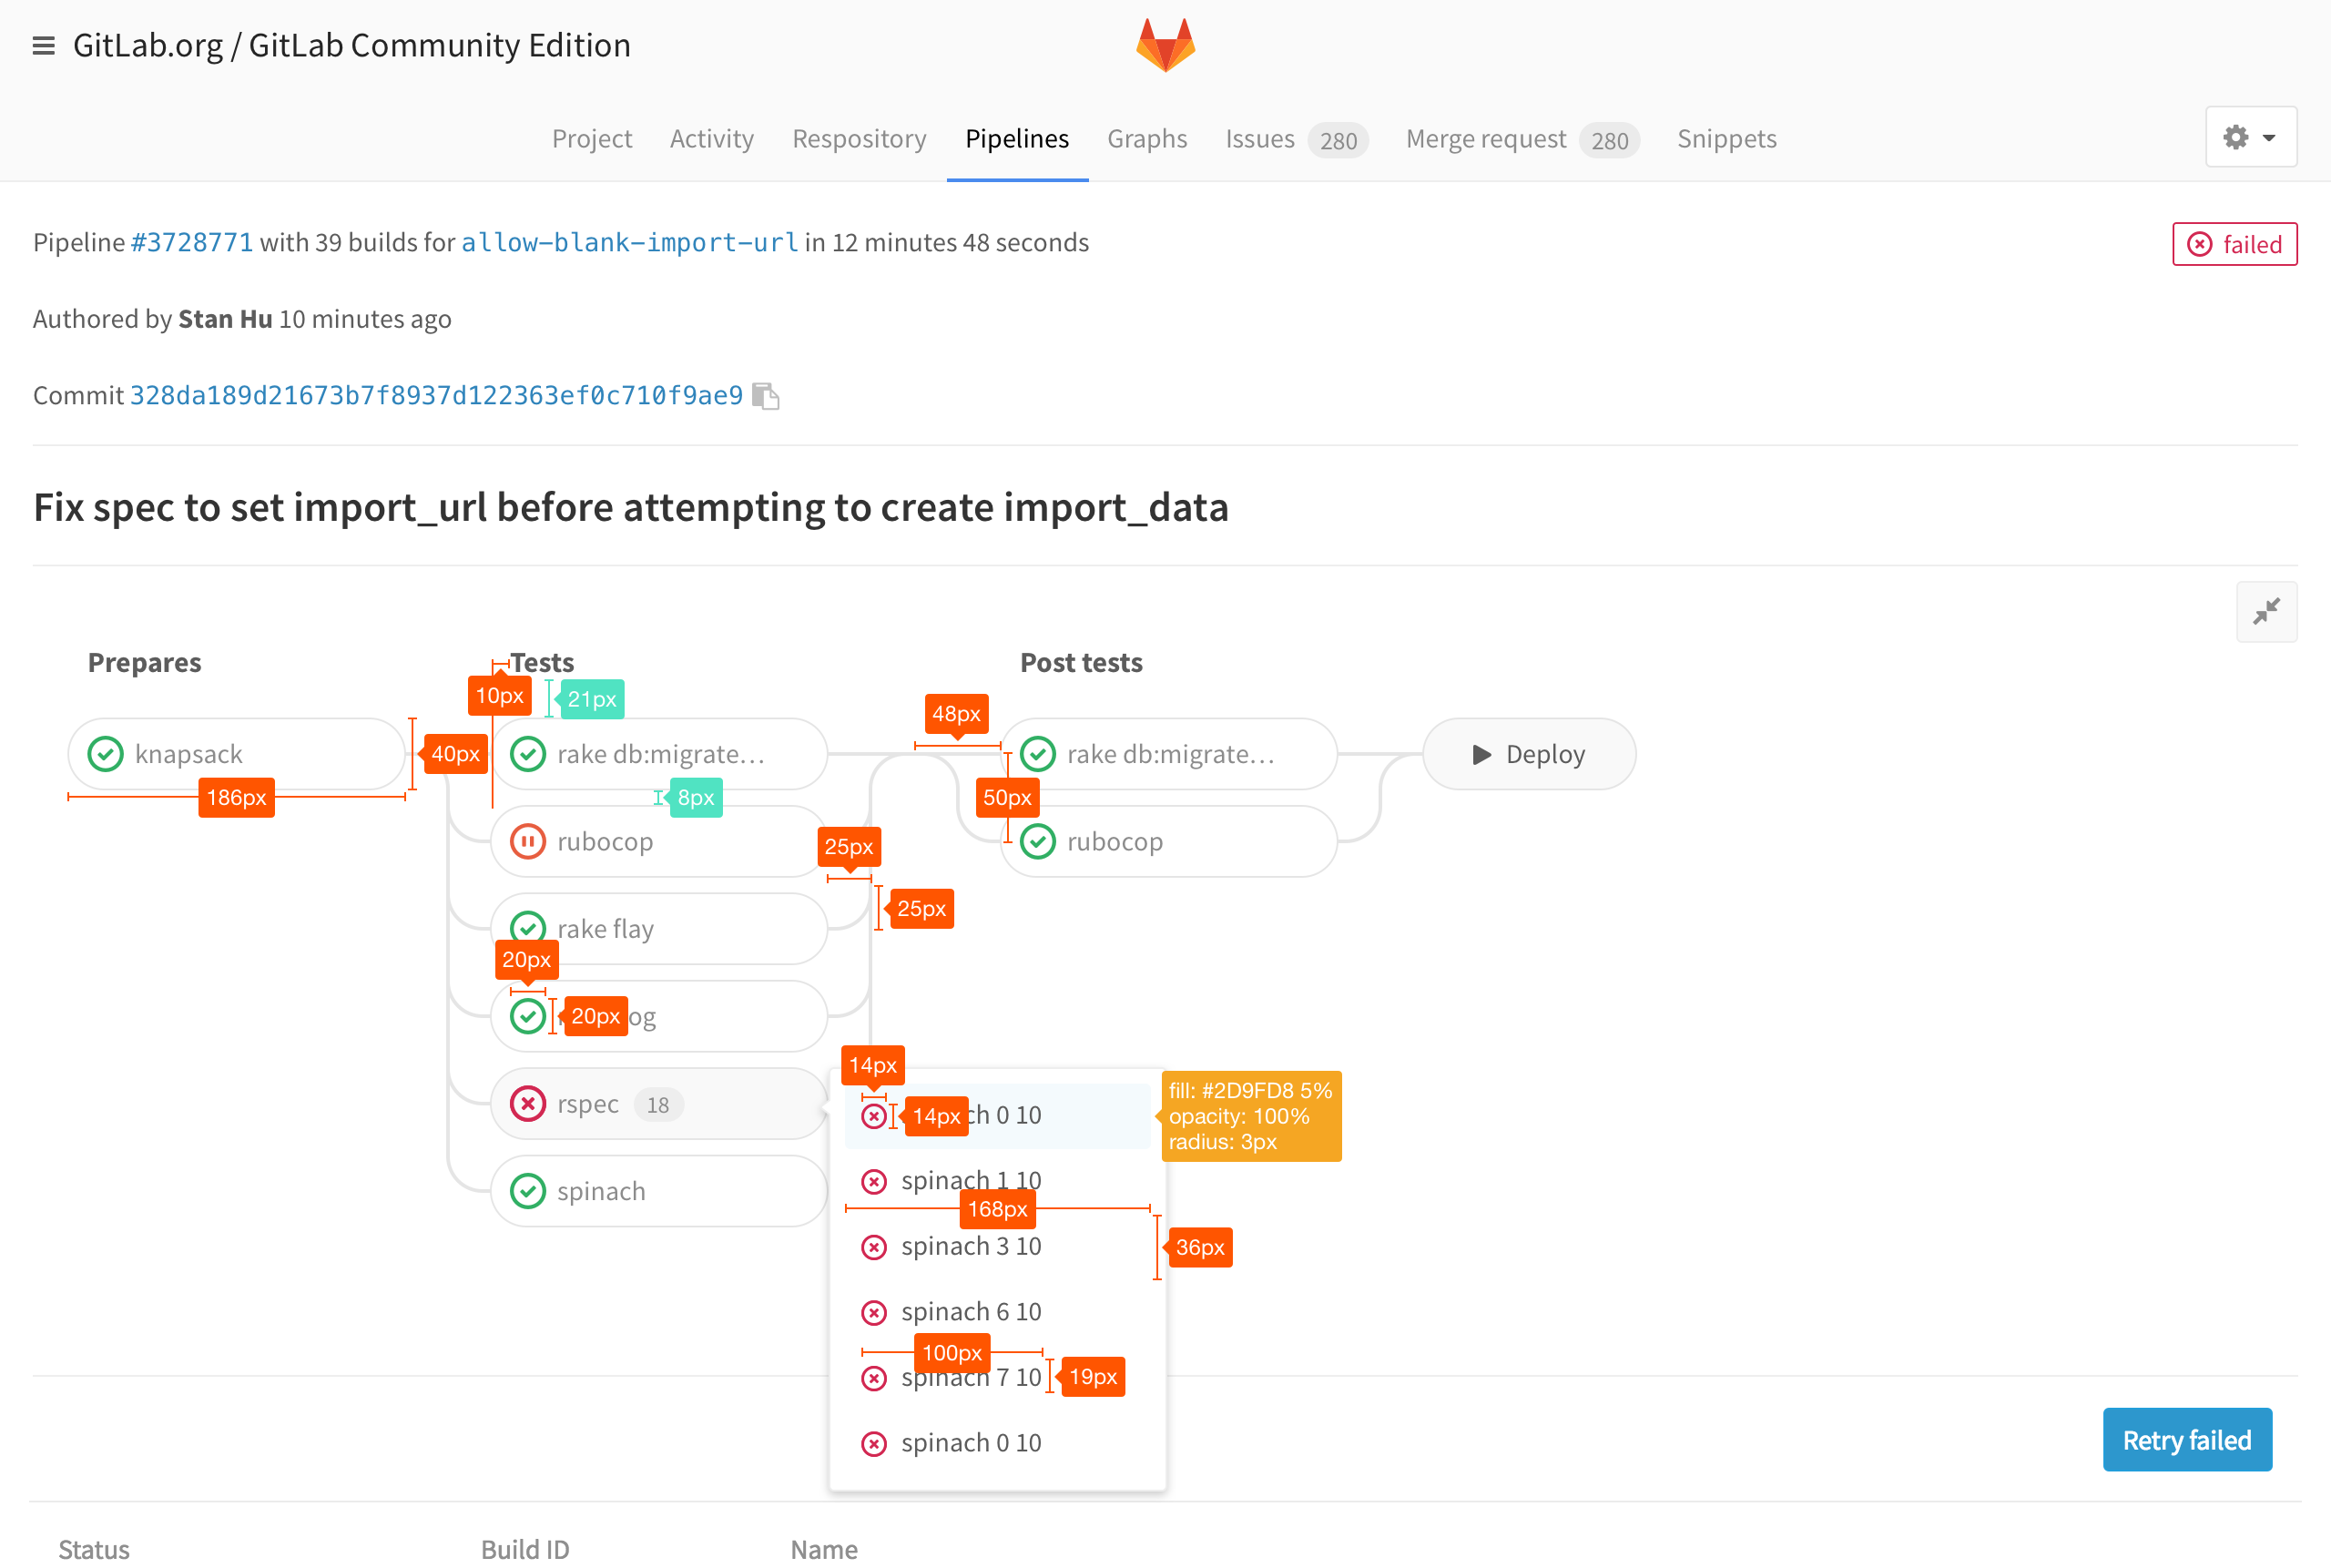 GitLab.org / GitLab Community Edition
Project Activity Respository Pipelines Graphs Issues 280 Merge request 280 Snippets
Pipeline #3728771 with 39 builds for allow-blank-import-url in 12 minutes 48 seconds
failed
Authored by Stan Hu 10 minutes ago
Commit 328da189d21673b7f8937d122363ef0c710f9ae9
Fix spec to set import_url before attempting to create import_data
Prepares Tests Post tests
10px 21px
48px
knapsack 40px rake db:migrate... rake db:migrate... Deploy
186px 8px 50px
rubocop 25px rubocop
25px
rake flay
20px
20px og
14px
rspec 18
14px ch 0 10
fill: #2D9FD8 5%
opacity: 100%
radius: 3px
spinach
spinach 1 10
168px
spinach 3 10 36px
spinach 6 10
100px
spinach 7 10 19px
spinach 0 10
Retry failed
Status Build ID Name